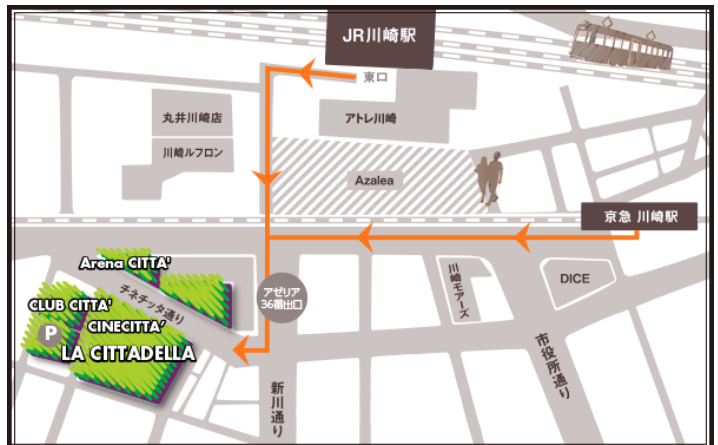 JR川崎駅
東口
丸井川崎店
アトレ川崎
川崎ルフロン
Azalea
京急 川崎駅
Arena CITTA'
チネチッタ通り
アゼリア
36番出口
川崎モアーズ
DICE
CLUB CITTA'
P
CINECITTA'
LA CITTADELLA
新川通り
市役所通り